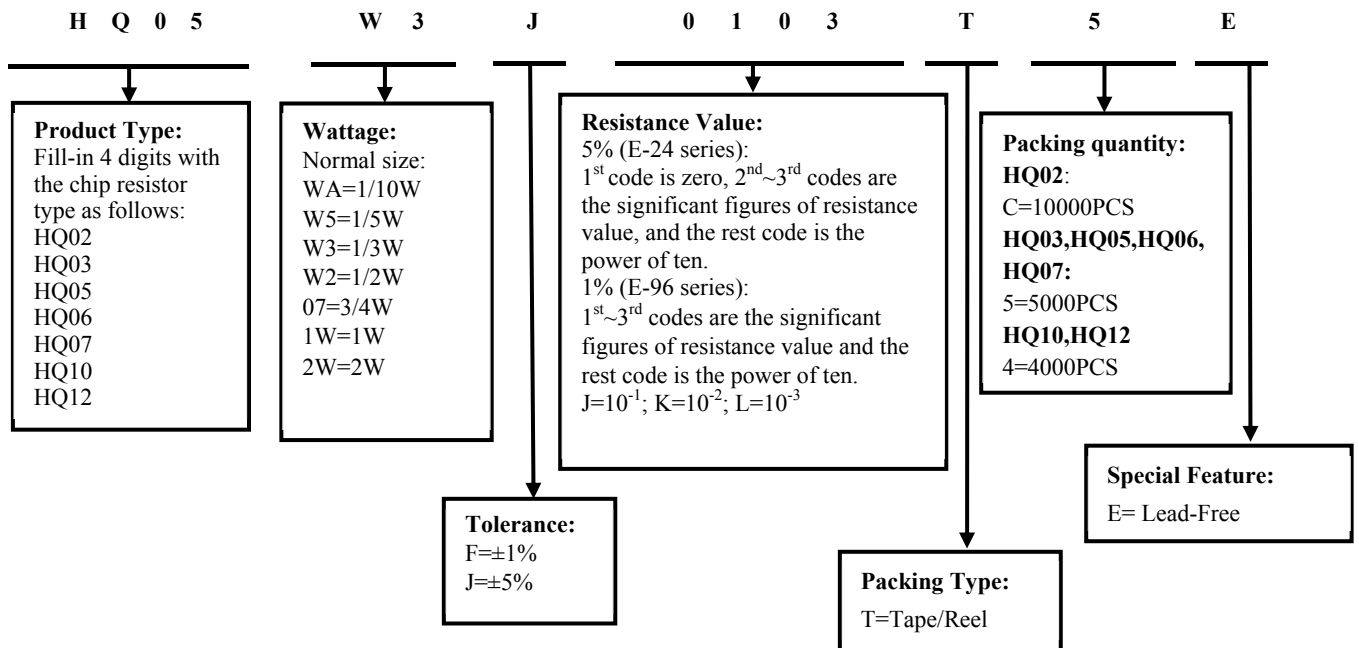 H Q 0 5 W 3 J 0 1 0 3 T 5 E
Product Type:
Fill-in 4 digits with
the chip resistor
type as follows:
HQ02
HQ03
HQ05
HQ06
HQ07
HQ10
HQ12
Wattage:
Normal size:
WA=1/10W
W5=1/5W
W3=1/3W
W2=1/2W
07=3/4W
1W=1W
2W=2W
Tolerance:
F=±1%
J=±5%
Resistance Value:
5% (E-24 series):
1st code is zero, 2nd~3rd codes are
the significant figures of resistance
value, and the rest code is the
power of ten.
1% (E-96 series):
1st~3rd codes are the significant
figures of resistance value and the
rest code is the power of ten.
J=10-1; K=10-2; L=10-3
Packing Type:
T=Tape/Reel
Packing quantity:
HQ02:
C=10000PCS
HQ03,HQ05,HQ06,
HQ07:
5=5000PCS
HQ10,HQ12
4=4000PCS
Special Feature:
E= Lead-Free